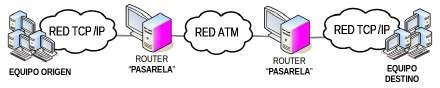 RED TCP /IP
RED ATM
RED TCP /IP
EQUIPO ORIGEN
ROUTER
"PASARELA"
ROUTER
"PASARELA"
EQUIPO
DESTINO